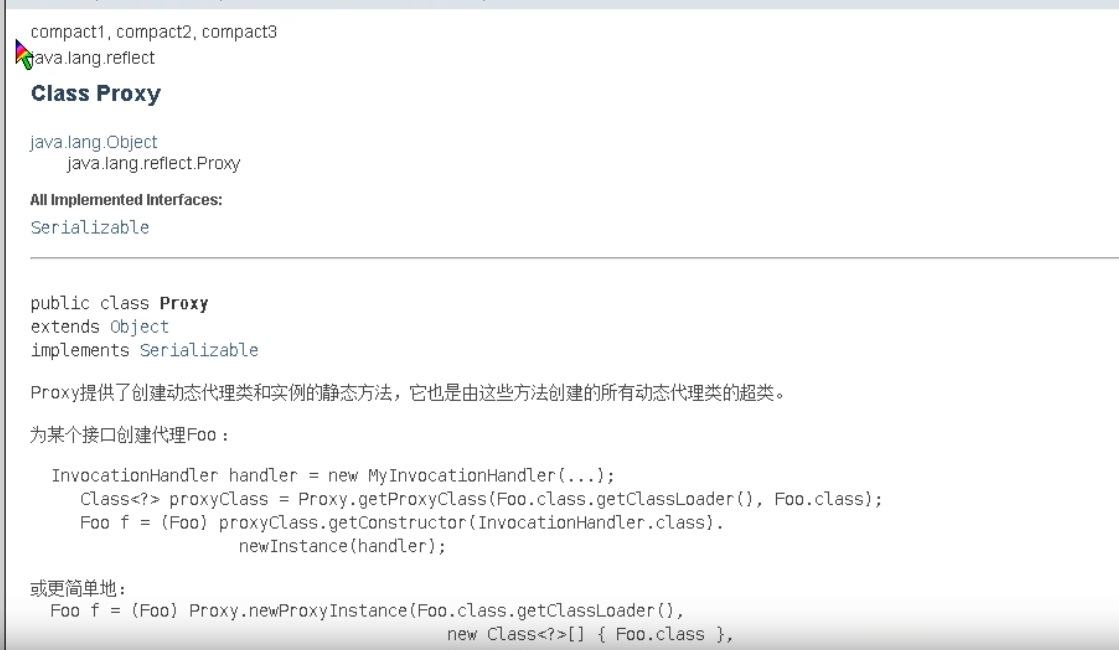 compact1, compact2, compact3
java.lang.reflect
Class Proxy
java.lang.Object
java.lang.reflect.Proxy
All Implemented Interfaces:
Serializable
public class Proxy
extends Object
implements Serializable
Proxy提供了创建动态代理类和实例的静态方法，它也是由这些方法创建的所有动态代理类的超类。
为某个接口创建代理Foo：
InvocationHandler handler = new MyInvocationHandler(...);
Class<?> proxyClass = Proxy.getProxyClass(Foo.class.getClassLoader(), Foo.class);
Foo f = (Foo) proxyClass.getConstructor(InvocationHandler.class).
newInstance(handler);
或更简单地：
Foo f = (Foo) Proxy.newProxyInstance(Foo.class.getClassLoader(),
new Class<?>[] { Foo.class },